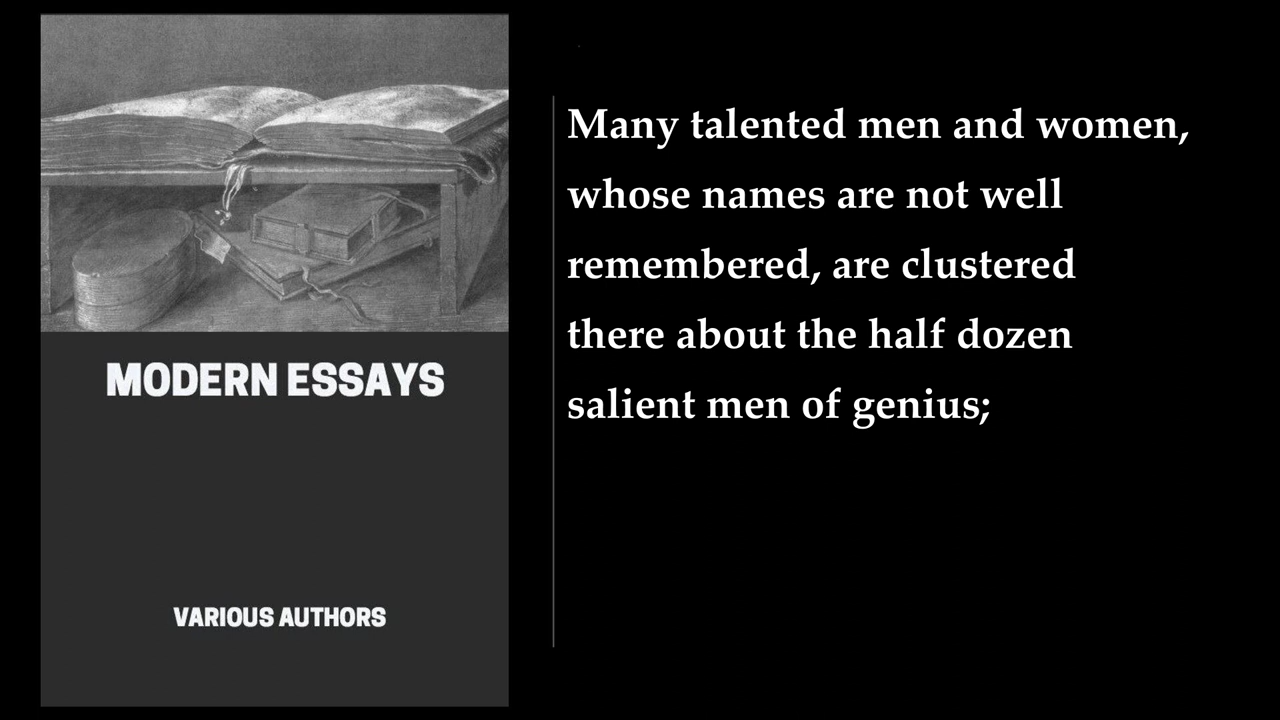 MODERN ESSAYS
VARIOUS AUTHORS
Many talented men and women,
whose names are not well
remembered, are clustered
there about the half dozen
salient men of genius;